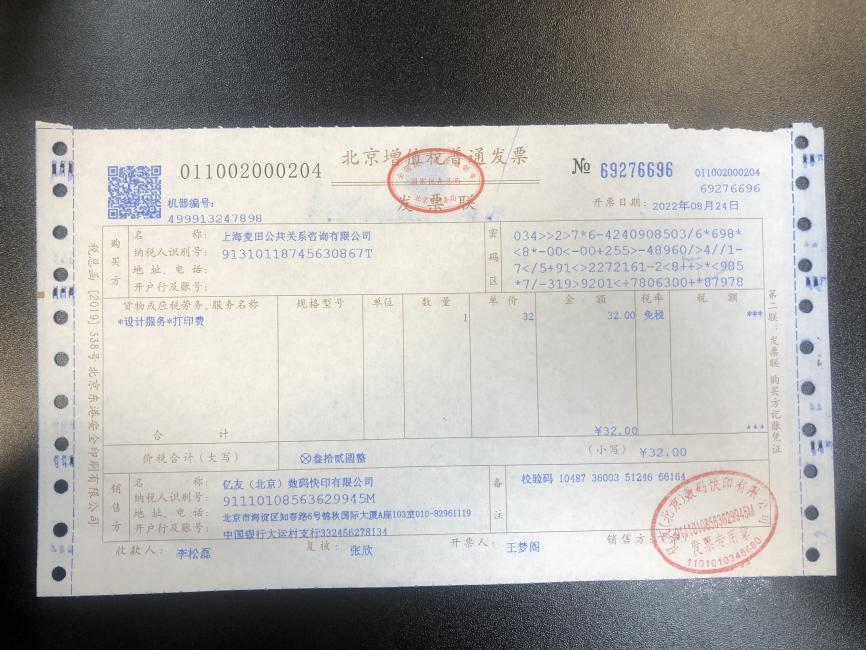 北京增值税普通发票
发票联
011002000204
№ 69276696
011002000204
69276696
机器编号:
499913247898
开票日期: 2022年08月24日
购买方
名 称: 上海麦田公共关系咨询有限公司
纳税人识别号: 91310118745630867T
地 址、电 话:
开户行及账号:
密码区
034>>2>7*6-4240908503/6*698*
<8*-00<-00+255>-48960/>4//1-
7</5+91<>2272161-2<8++>*<985
*7/-319>9201<+7806300+*87978
货物或应税劳务、服务名称 规格型号 单位 数 量 单 价 金 额 税率 税 额
*设计服务*打印费 1 32 32.00 免税 ***
合 计 ¥32.00 ***
价税合计(大写) ⊗叁拾贰圆整 (小写) ¥32.00
销售方
名 称: 亿友(北京)数码快印有限公司
纳税人识别号: 91110108563629945M
地 址、电 话: 北京市海淀区知春路6号锦秋国际大厦A座103室010-82961119
开户行及账号: 中国银行大运村支行332456278134
备注
校验码 10487 36003 51246 66164
收款人: 李松磊 复核: 张欣 开票人: 王梦阁 销售方:
亿友(北京)数码快印有限公司
91110108563629945M
发票专用章
税总函〔2019〕338号北京东港安全印刷有限公司
第二联:发票联 购买方记账凭证